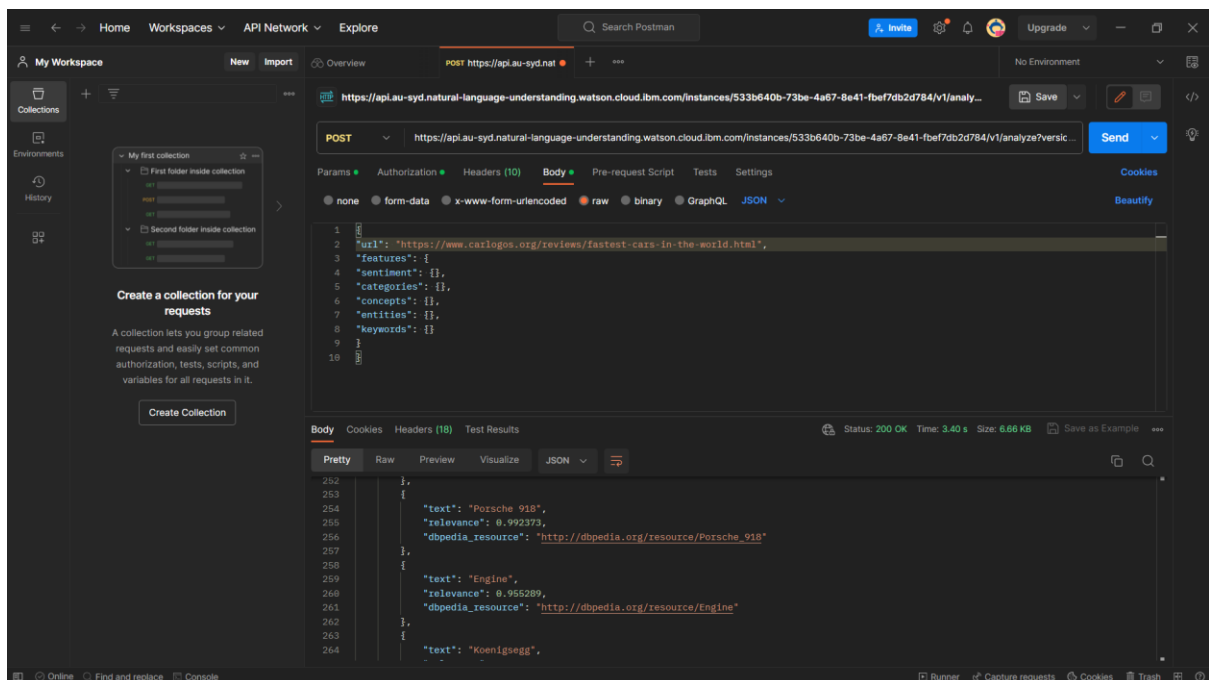 Home Workspaces API Network Explore Search Postman Invite Upgrade
My Workspace New Import Overview POST https://api.au-syd.nat No Environment
Collections
Environments
History
My first collection
First folder inside collection
GET
POST
GET
Second folder inside collection
GET
GET
Create a collection for your
requests
A collection lets you group related
requests and easily set common
authorization, tests, scripts, and
variables for all requests in it.
Create Collection
HTTP https://api.au-syd.natural-language-understanding.watson.cloud.ibm.com/instances/533b640b-73be-4a67-8e41-fbef7db2d784/v1/analy... Save
POST https://api.au-syd.natural-language-understanding.watson.cloud.ibm.com/instances/533b640b-73be-4a67-8e41-fbef7db2d784/v1/analyze?versic... Send
Params Authorization Headers (10) Body Pre-request Script Tests Settings Cookies
none form-data x-www-form-urlencoded raw binary GraphQL JSON Beautify
1 {
2 "url": "https://www.carlogos.org/reviews/fastest-cars-in-the-world.html",
3 "features": {
4 "sentiment": {},
5 "categories": {},
6 "concepts": {},
7 "entities": {},
8 "keywords": {}
9 }
10 }
Body Cookies Headers (18) Test Results Status: 200 OK Time: 3.40 s Size: 6.66 KB Save as Example
Pretty Raw Preview Visualize JSON
252 },
253 {
254 "text": "Porsche 918",
255 "relevance": 0.992373,
256 "dbpedia_resource": "http://dbpedia.org/resource/Porsche_918"
257 },
258 {
259 "text": "Engine",
260 "relevance": 0.955289,
261 "dbpedia_resource": "http://dbpedia.org/resource/Engine"
262 },
263 {
264 "text": "Koenigsegg",
Online Find and replace Console Runner Capture requests Cookies Trash